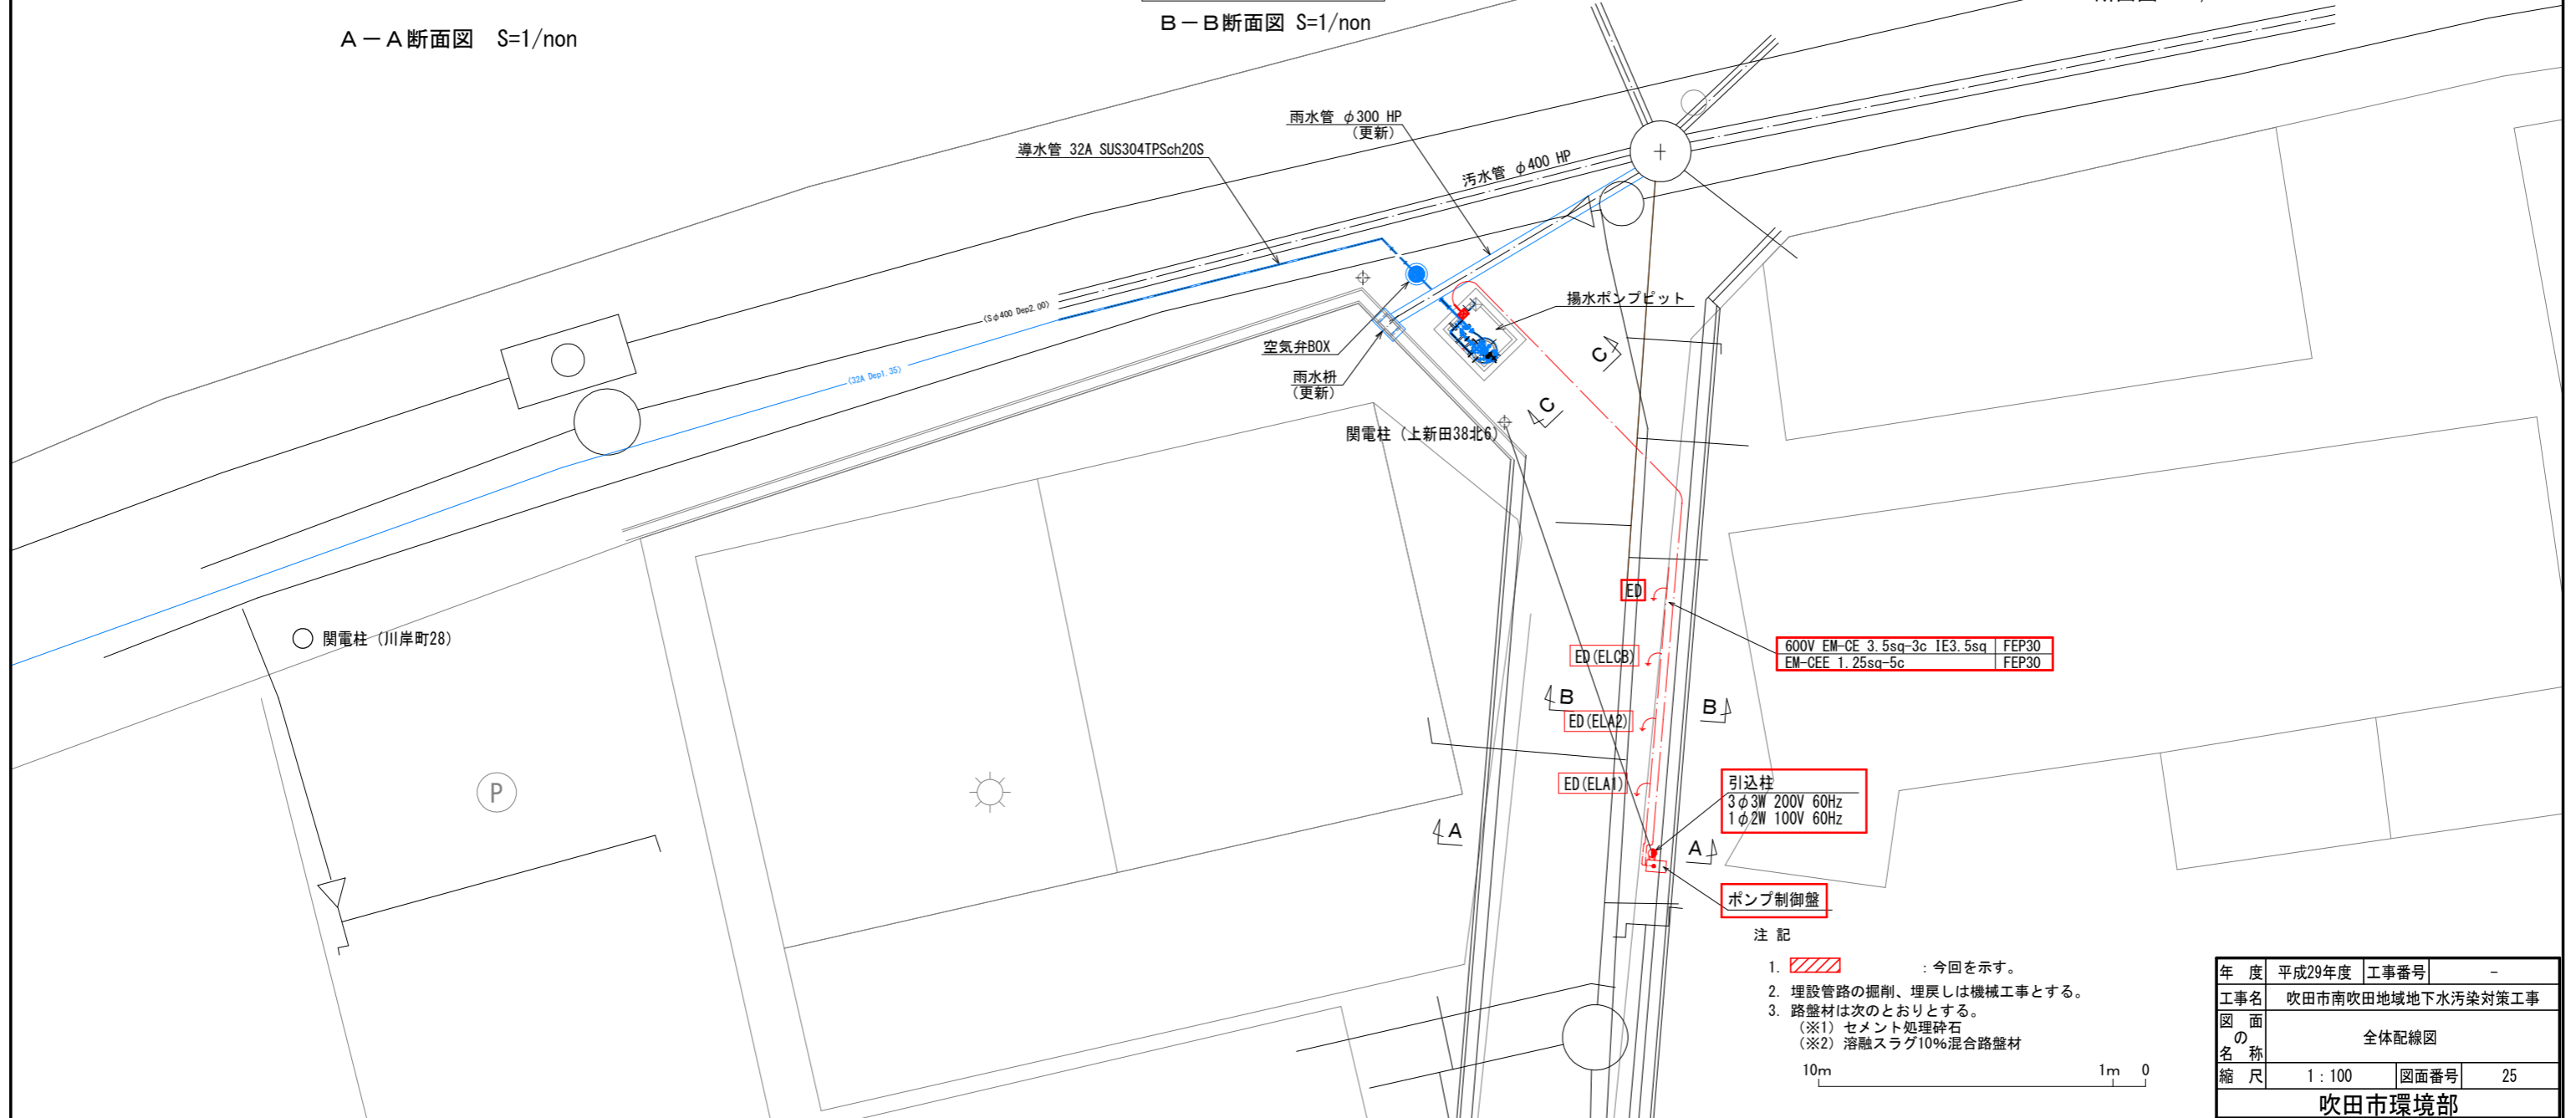 A－A断面図 S=1/non
B－B断面図 S=1/non
雨水管 φ300 HP
(更新)
導水管 32A SUS304TPSch20S
汚水管 φ400 HP
(Sφ400 Dep2.00)
(32A Dep1.35)
揚水ポンプピット
空気弁BOX
雨水枡
(更新)
C
C
関電柱（上新田38北6）
ED
関電柱（川岸町28）
600V EM-CE 3.5sq-3c IE3.5sq FEP30
EM-CEE 1.25sq-5c FEP30
ED(ELCB)
B
B
ED(ELA2)
ED(ELA1)
引込柱
3φ3W 200V 60Hz
1φ2W 100V 60Hz
P
A
A
ポンプ制御盤
注 記
1. ：今回を示す。
2. 埋設管路の掘削、埋戻しは機械工事とする。
3. 路盤材は次のとおりとする。
（※1）セメント処理砕石
（※2）溶融スラグ10%混合路盤材
10m 1m 0
年 度 平成29年度 工事番号 -
工事名 吹田市南吹田地域地下水汚染対策工事
図面の名称 全体配線図
縮 尺 1：100 図面番号 25
吹田市環境部